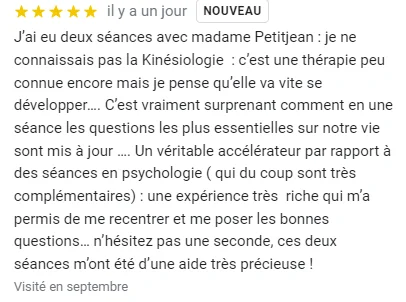 ★★★★★ il y a un jour NOUVEAU
J’ai eu deux séances avec madame Petitjean : je ne
connaissais pas la Kinésiologie  : c’est une thérapie peu
connue encore mais je pense qu’elle va vite se
développer…. C’est vraiment surprenant comment en une
séance les questions les plus essentielles sur notre vie
sont mis à jour …. Un véritable accélérateur par rapport à
des séances en psychologie ( qui du coup sont très
complémentaires) : une expérience très  riche qui m’a
permis de me recentrer et me poser les bonnes
questions… n’hésitez pas une seconde, ces deux
séances m’ont été d’une aide très précieuse !
Visité en septembre